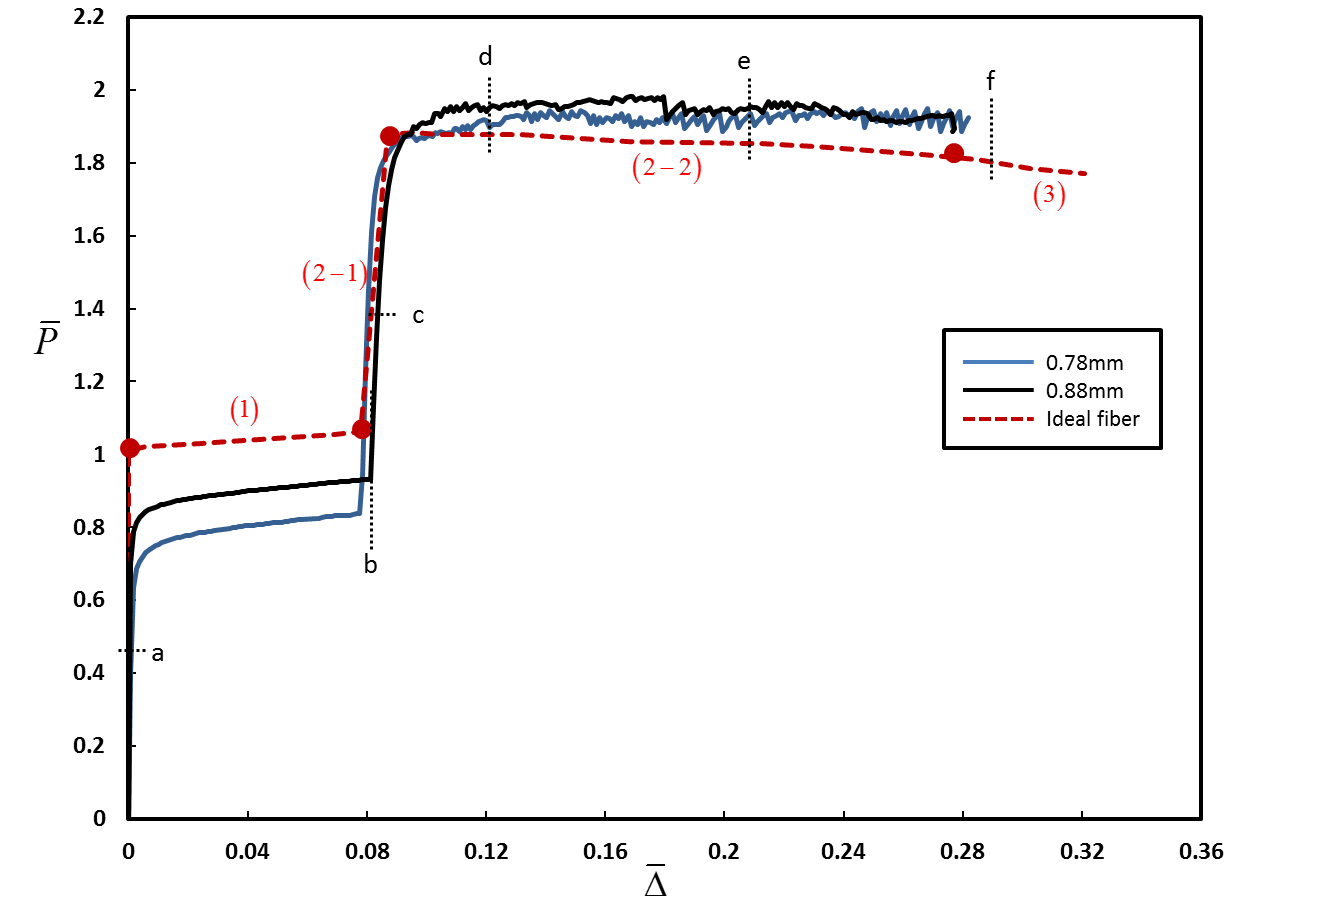 2.2
d
e
f
2
1.8
(2−2)
(3)
1.6
(2−1)
1.4
c
P̅
0.78mm
0.88mm
Ideal fiber
1.2
(1)
1
0.8
b
0.6
a
0.4
0.2
0
0 0.04 0.08 0.12 0.16 0.2 0.24 0.28 0.32 0.36
Δ̅